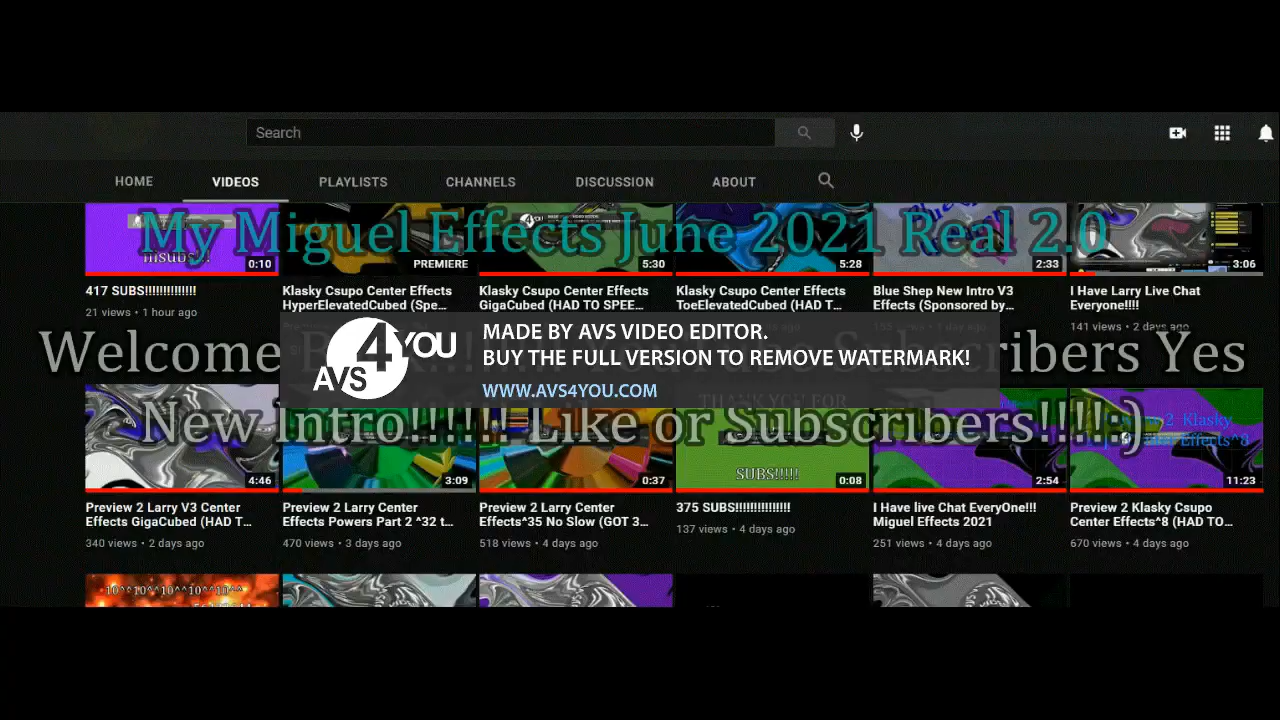 Search
HOME VIDEOS PLAYLISTS CHANNELS DISCUSSION ABOUT
My Miguel Effects June 2021 Real 2.0
0:10
PREMIERE
5:30
5:28
2:33
3:06
417 SUBS!!!!!!!!!!!!!!
21 views • 1 hour ago
Klasky Csupo Center Effects
HyperElevatedCubed (Spe...
Klasky Csupo Center Effects
GigaCubed (HAD TO SPEE...
Klasky Csupo Center Effects
ToeElevatedCubed (HAD T...
Blue Shep New Intro V3
Effects (Sponsored by...
I Have Larry Live Chat
Everyone!!!!
141 views • 2 days ago
Welcome
Subscribers Yes
AVS4YOU
MADE BY AVS VIDEO EDITOR.
BUY THE FULL VERSION TO REMOVE WATERMARK!
WWW.AVS4YOU.COM
THANK YOU FOR
New Intro!!!!!!! Like or Subscribers!!!!:)
SUBS!!!!!
4:46
3:09
0:37
0:08
2:54
11:23
Preview 2 Larry V3 Center
Effects GigaCubed (HAD T...
340 views • 2 days ago
Preview 2 Larry Center
Effects Powers Part 2 ^32 t...
470 views • 3 days ago
Preview 2 Larry Center
Effects^35 No Slow (GOT 3...
518 views • 4 days ago
375 SUBS!!!!!!!!!!!!!!!
137 views • 4 days ago
I Have live Chat EveryOne!!!
Miguel Effects 2021
251 views • 4 days ago
Preview 2 Klasky Csupo
Center Effects^8 (HAD TO...
670 views • 4 days ago
10^^10^^10^^10^^10^^